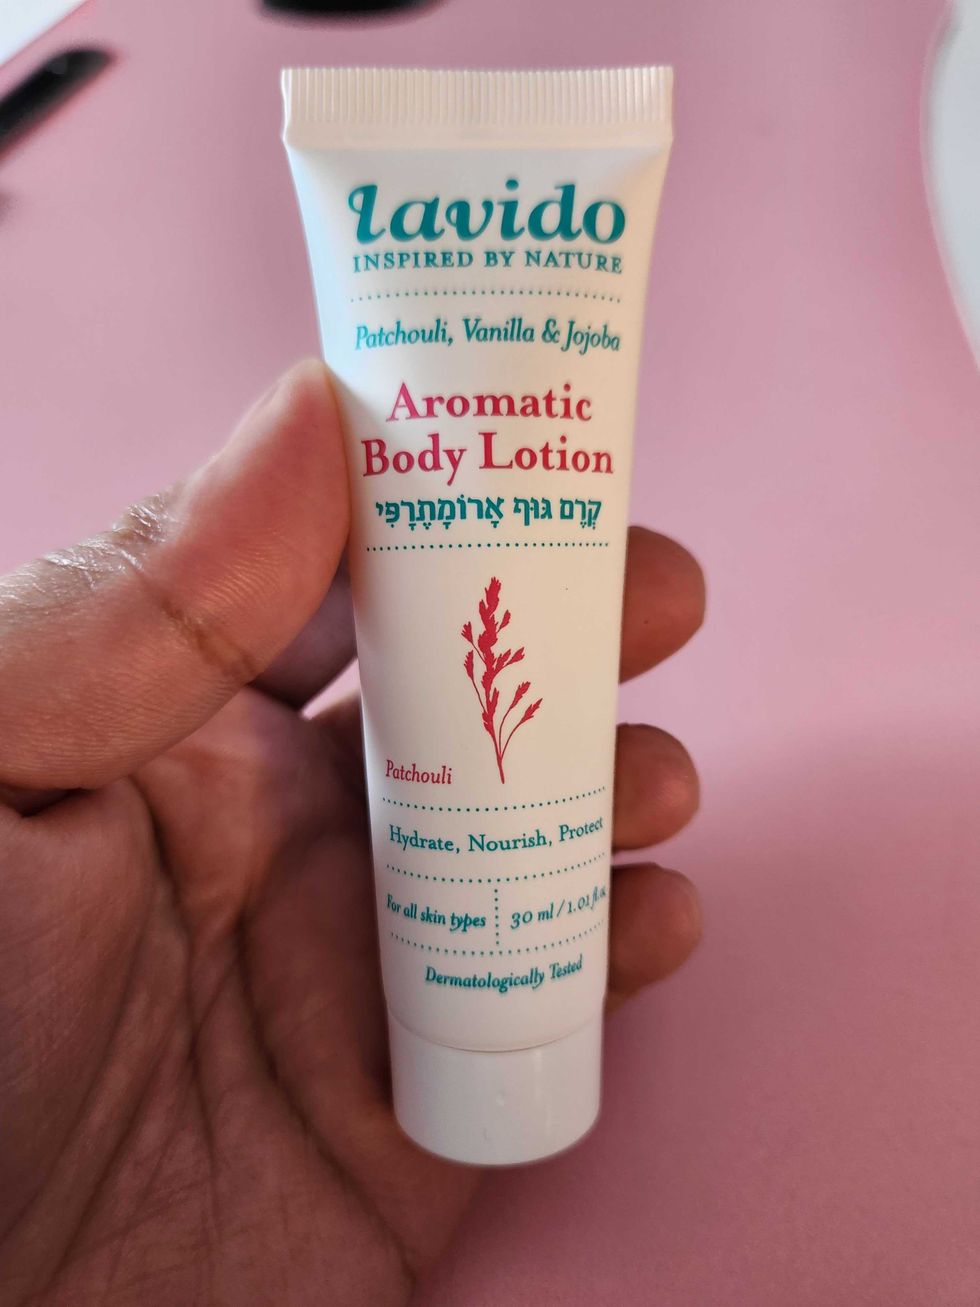 lavido
INSPIRED BY NATURE
Patchouli, Vanilla & Jojoba
Aromatic
Body Lotion
קְרֶם גּוּף אָרוֹמָתֶרָפִּי
Patchouli
Hydrate, Nourish, Protect
For all skin types
30 ml / 1.01 fl.oz
Dermatologically Tested